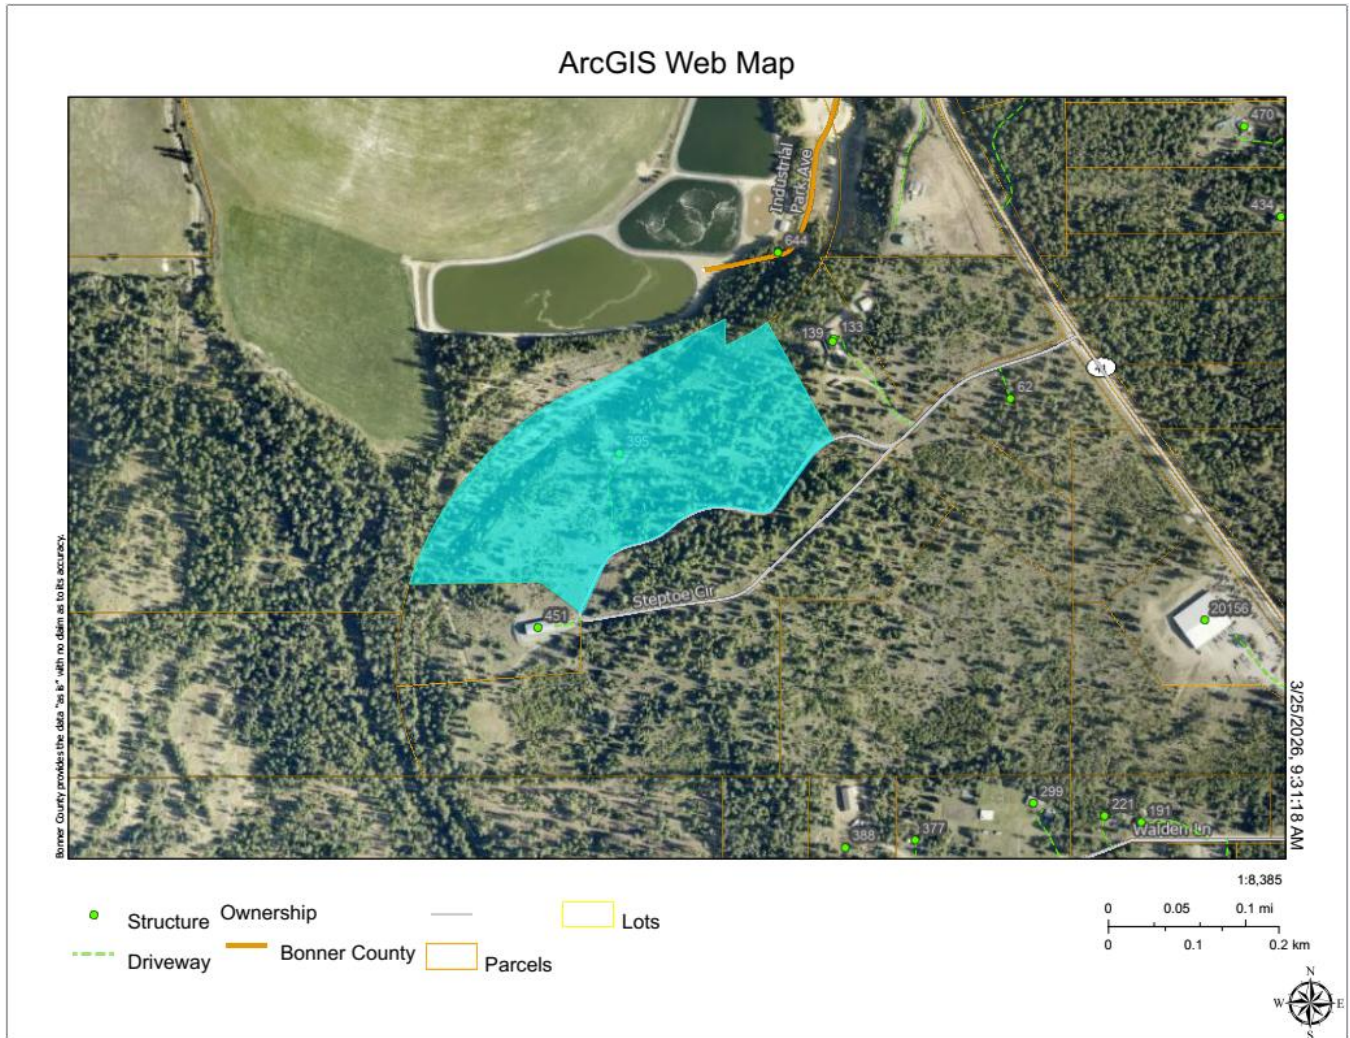 ArcGIS Web Map
470
434
Industrial
Park Ave
644
139
133
41
62
395
451
Steptoe Cir
20156
299
221
191
Walden Ln
388
377
Bonner County provides the data "as is" with no claim as to its accuracy.
3/25/2026, 9:31:18 AM
1:8,385
Structure
Ownership
Lots
Driveway
Bonner County
Parcels
0 0.05 0.1 mi
0 0.1 0.2 km
N
W E
S